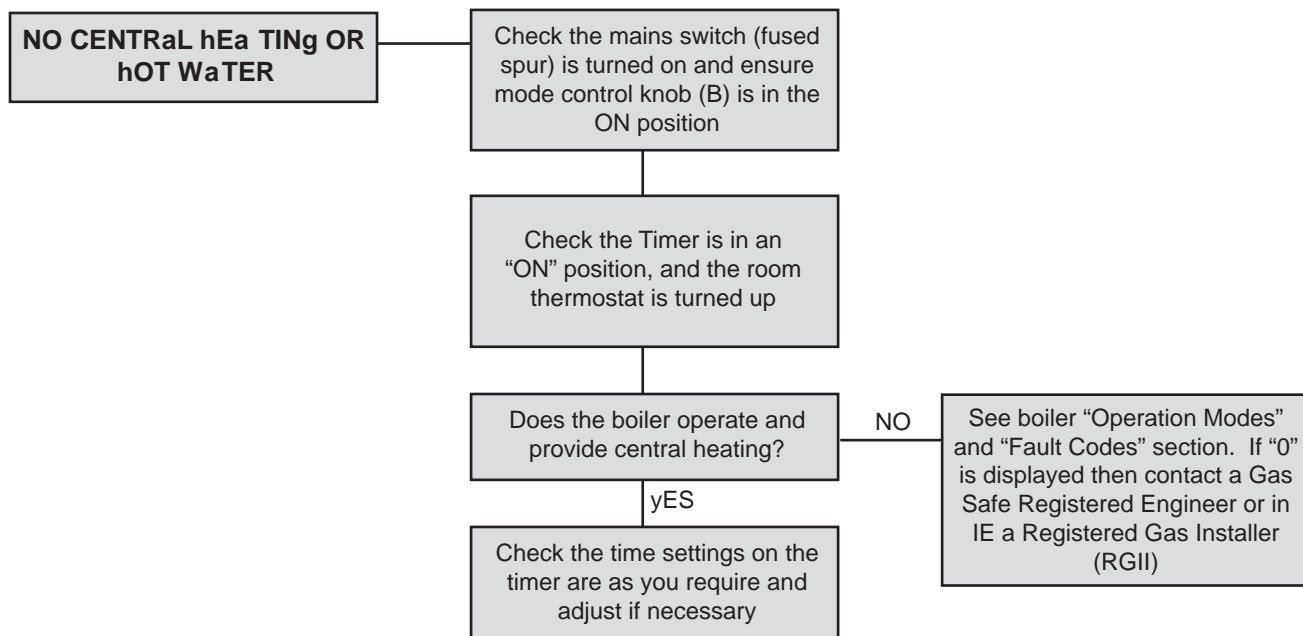 NO CENTRaL hEa TINg OR
hOT WaTER
Check the mains switch (fused
spur) is turned on and ensure
mode control knob (B) is in the
ON position
Check the Timer is in an
“ON” position, and the room
thermostat is turned up
Does the boiler operate and
provide central heating?
NO
See boiler “Operation Modes”
and “Fault Codes” section.  If “0”
is displayed then contact a Gas
Safe Registered Engineer or in
IE a Registered Gas Installer
(RGII)
yES
Check the time settings on the
timer are as you require and
adjust if necessary